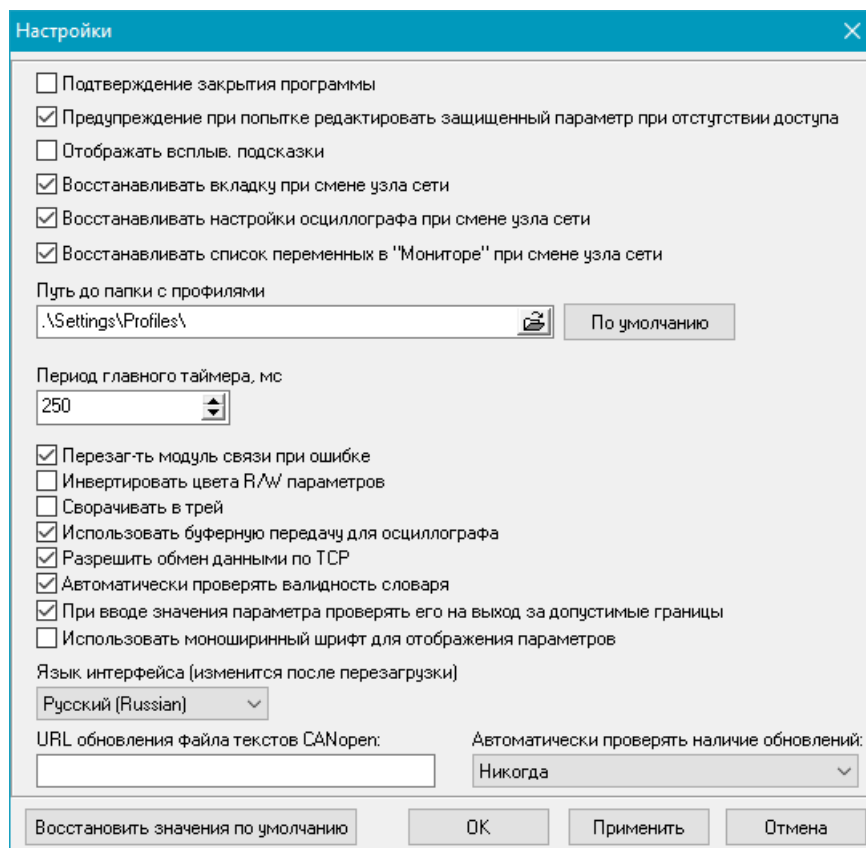 Настройки
Подтверждение закрытия программы
Предупреждение при попытке редактировать защищенный параметр при отстутствии доступа
Отображать всплыв. подсказки
Восстанавливать вкладку при смене узла сети
Восстанавливать настройки осциллографа при смене узла сети
Восстанавливать список переменных в "Мониторе" при смене узла сети
Путь до папки с профилями
.\Settings\Profiles\ По умолчанию
Период главного таймера, мс
250
Перезаг-ть модуль связи при ошибке
Инвертировать цвета R/W параметров
Сворачивать в трей
Использовать буферную передачу для осциллографа
Разрешить обмен данными по TCP
Автоматически проверять валидность словаря
При вводе значения параметра проверять его на выход за допустимые границы
Использовать моноширинный шрифт для отображения параметров
Язык интерфейса (изменится после перезагрузки)
Русский (Russian)
URL обновления файла текстов CANopen: Автоматически проверять наличие обновлений:
Никогда
Восстановить значения по умолчанию OK Применить Отмена